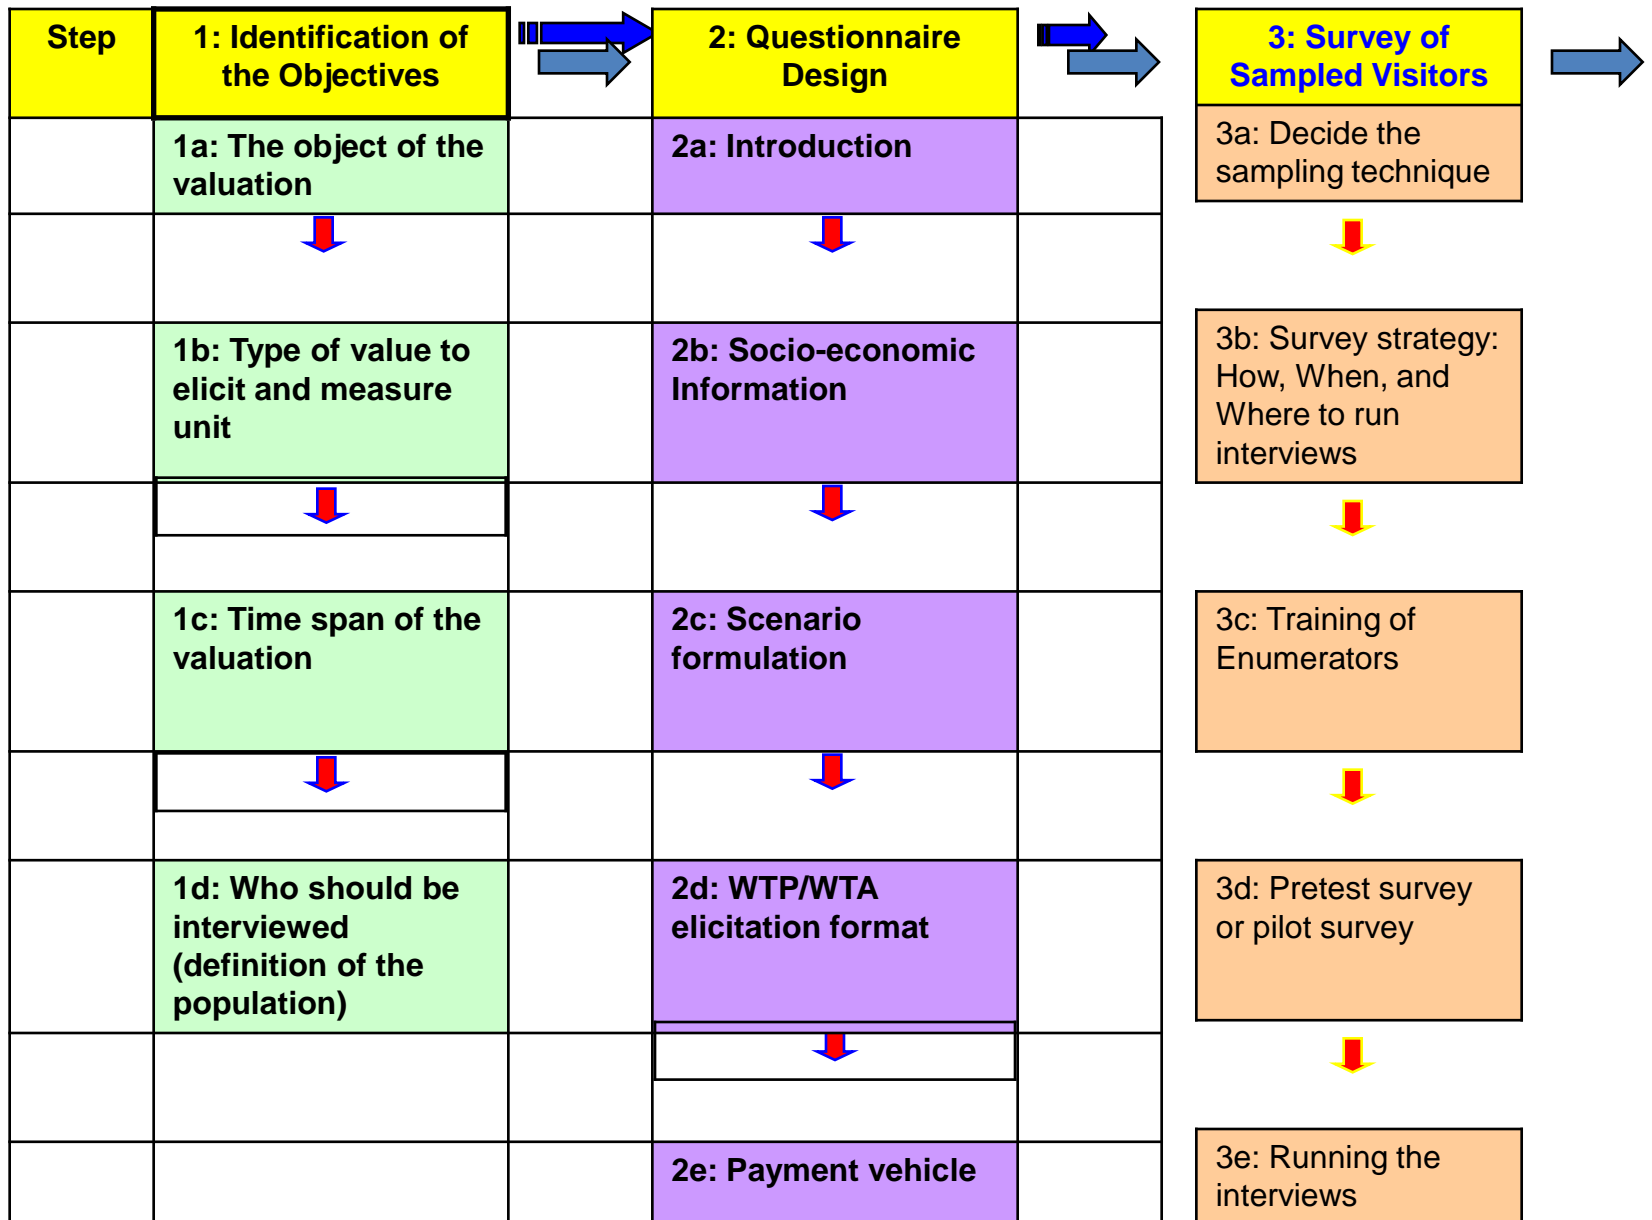 Step
1: Identification of
the Objectives
2: Questionnaire
Design
3: Survey of
Sampled Visitors
1a: The object of the
valuation
2a: Introduction
3a: Decide the
sampling technique
1b: Type of value to
elicit and measure
unit
2b: Socio-economic
Information
3b: Survey strategy:
How, When, and
Where to run
interviews
1c: Time span of the
valuation
2c: Scenario
formulation
3c: Training of
Enumerators
1d: Who should be
interviewed
(definition of the
population)
2d: WTP/WTA
elicitation format
3d: Pretest survey
or pilot survey
2e: Payment vehicle
3e: Running the
interviews